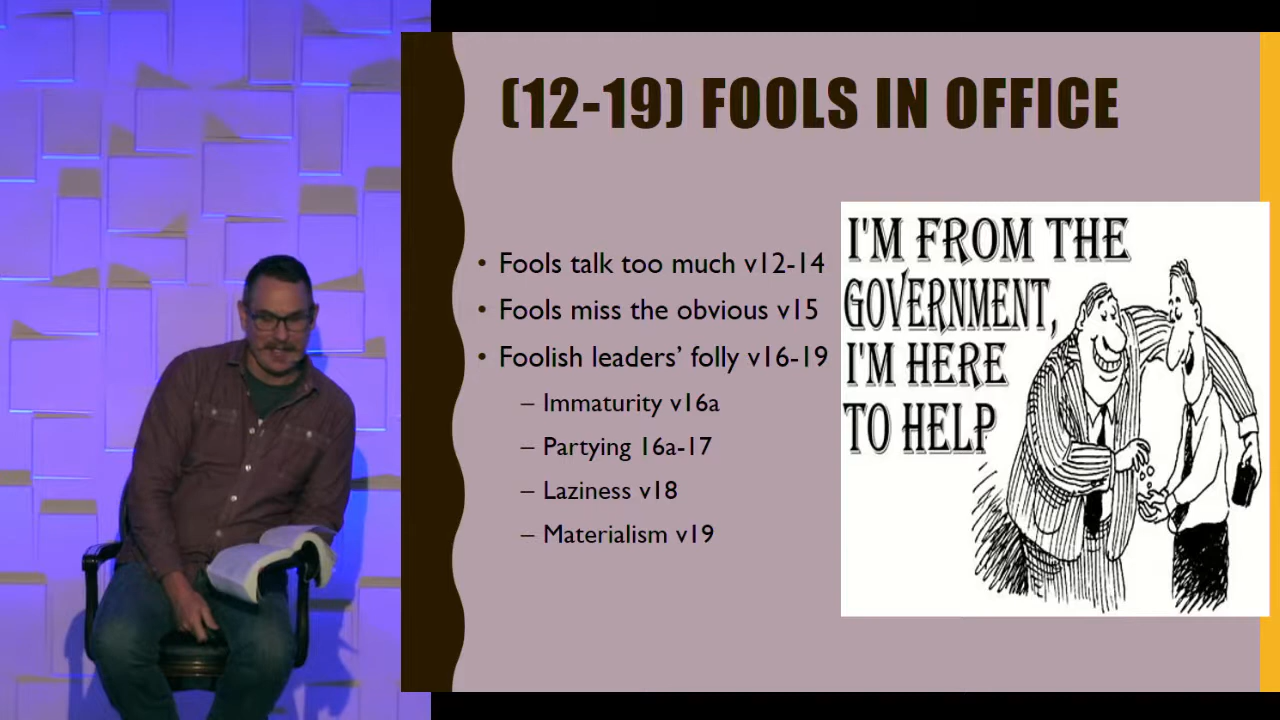 (12-19) FOOLS IN OFFICE
• Fools talk too much v12-14
• Fools miss the obvious v15
• Foolish leaders’ folly v16-19
– Immaturity v16a
– Partying 16a-17
– Laziness v18
– Materialism v19
I'M FROM THE
GOVERNMENT,
I'M HERE
TO HELP